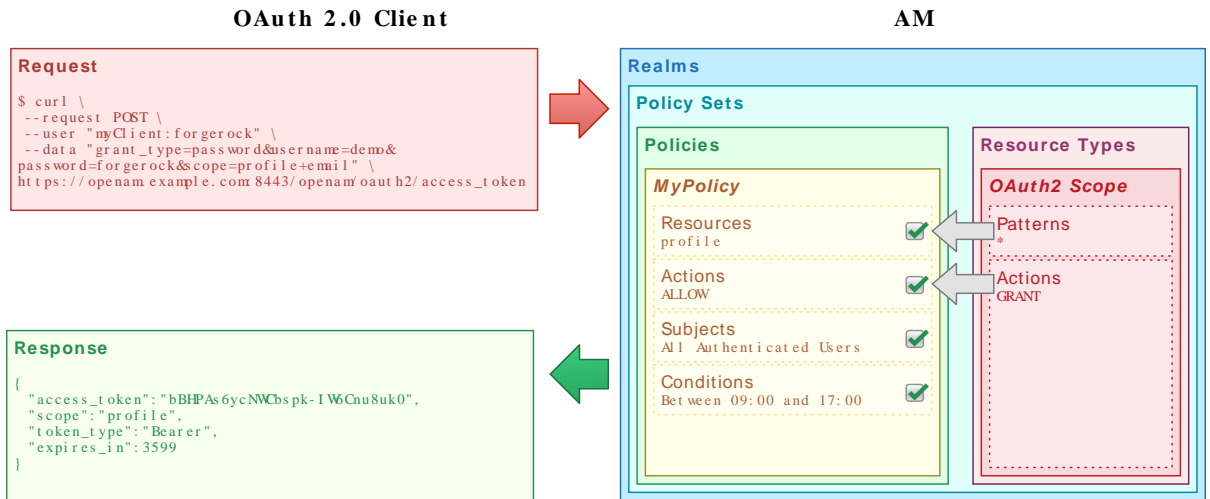 OAuth 2.0 Client
AM
Request
$ curl \
--request POST \
--user "myClient:forgerock" \
--data "grant_type=password&username=demo&
password=forgerock&scope=profile+email" \
https://openam.example.com:8443/openam/oauth2/access_token
Response
{
"access_token":"bBHPAs6ycNWCbspk-IW6Cnu8uk0",
"scope":"profile",
"token_type":"Bearer",
"expires_in":3599
}
Realms
Policy Sets
Policies
MyPolicy
Resources
profile
Actions
ALLOW
Subjects
All Authenticated Users
Conditions
Between 09:00 and 17:00
Resource Types
OAuth2 Scope
Patterns
*
Actions
GRANT